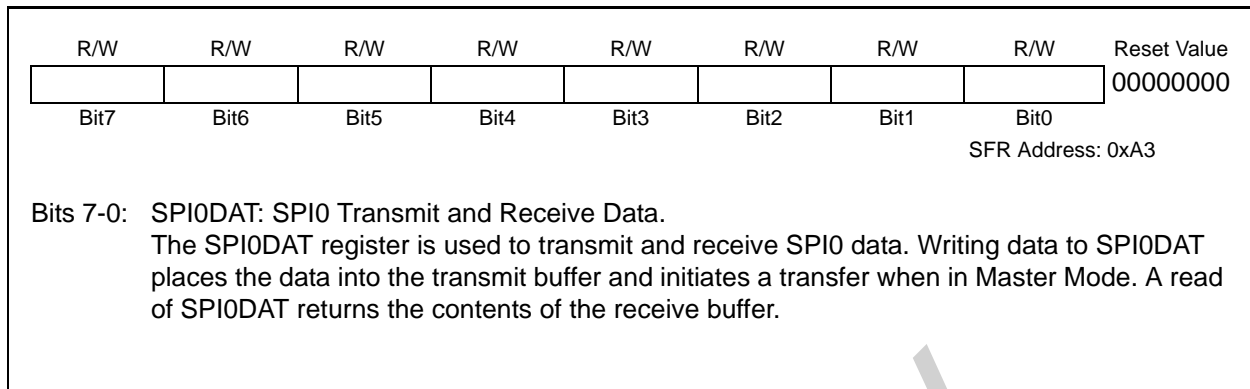 R/W R/W R/W R/W R/W R/W R/W R/W Reset Value
00000000
Bit7 Bit6 Bit5 Bit4 Bit3 Bit2 Bit1 Bit0
SFR Address: 0xA3
Bits 7-0: SPI0DAT: SPI0 Transmit and Receive Data.
The SPI0DAT register is used to transmit and receive SPI0 data. Writing data to SPI0DAT
places the data into the transmit buffer and initiates a transfer when in Master Mode. A read
of SPI0DAT returns the contents of the receive buffer.